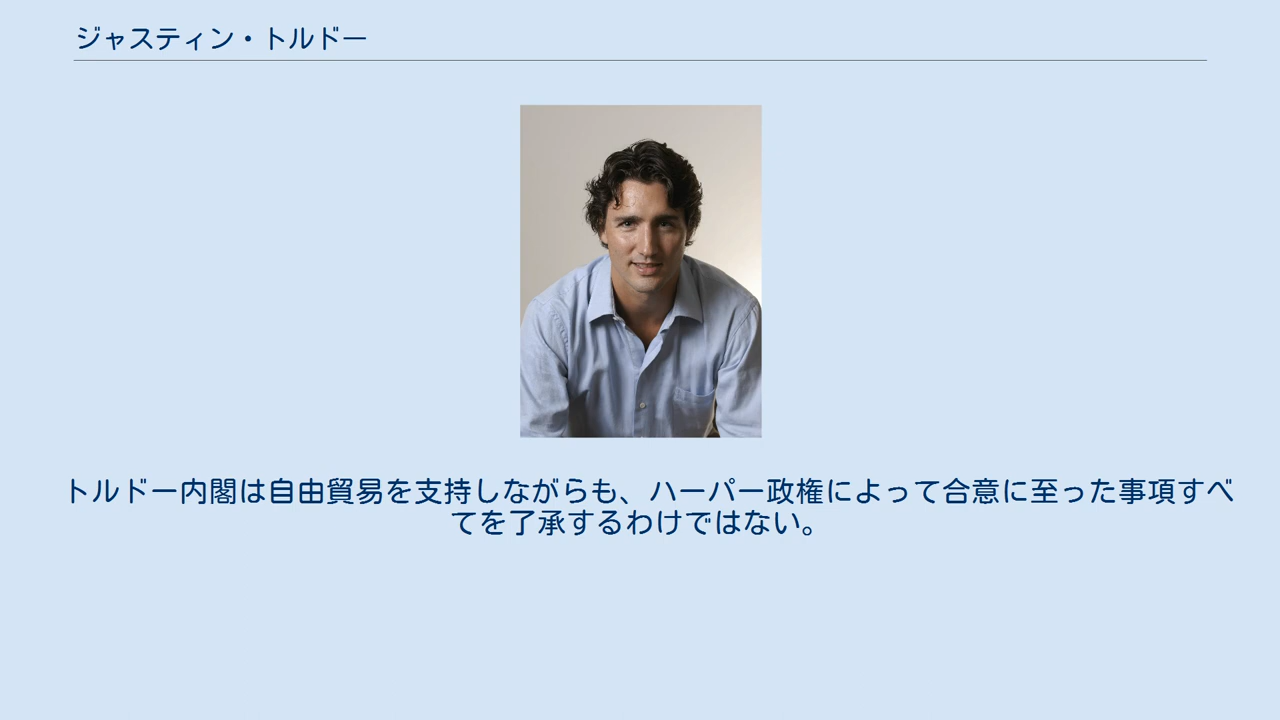 ジャスティン・トルドー
トルドー内閣は自由貿易を支持しながらも、ハーパー政権によって合意に至った事項すべ
てを了承するわけではない。